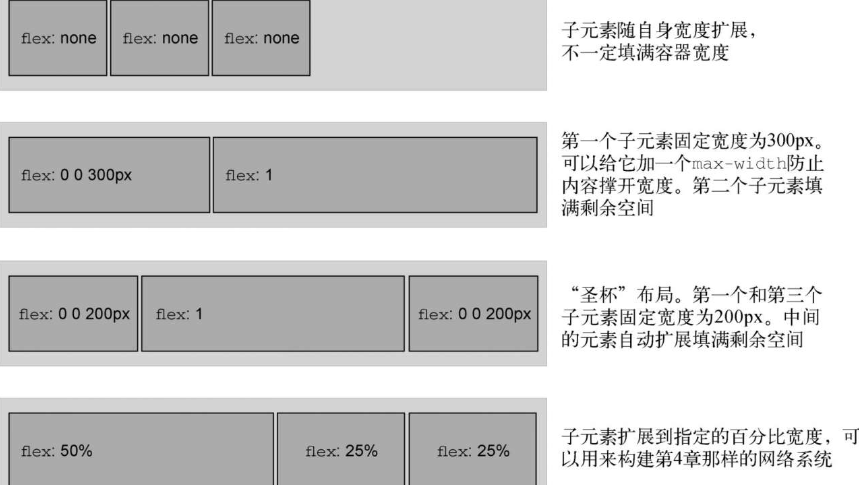 flex: none
flex: none
flex: none
子元素随自身宽度扩展，
不一定填满容器宽度
flex: 0 0 300px
flex: 1
第一个子元素固定宽度为300px。
可以给它加一个max-width防止
内容撑开宽度。第二个子元素填
满剩余空间
flex: 0 0 200px
flex: 1
flex: 0 0 200px
“圣杯”布局。第一个和第三个
子元素固定宽度为200px。中间
的元素自动扩展填满剩余空间
flex: 50%
flex: 25%
flex: 25%
子元素扩展到指定的百分比宽度，可
以用来构建第4章那样的网络系统